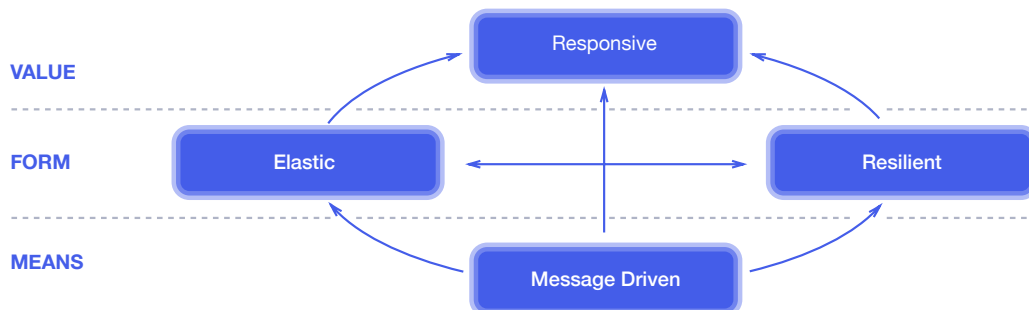 Responsive
VALUE
FORM
Elastic
Resilient
MEANS
Message Driven